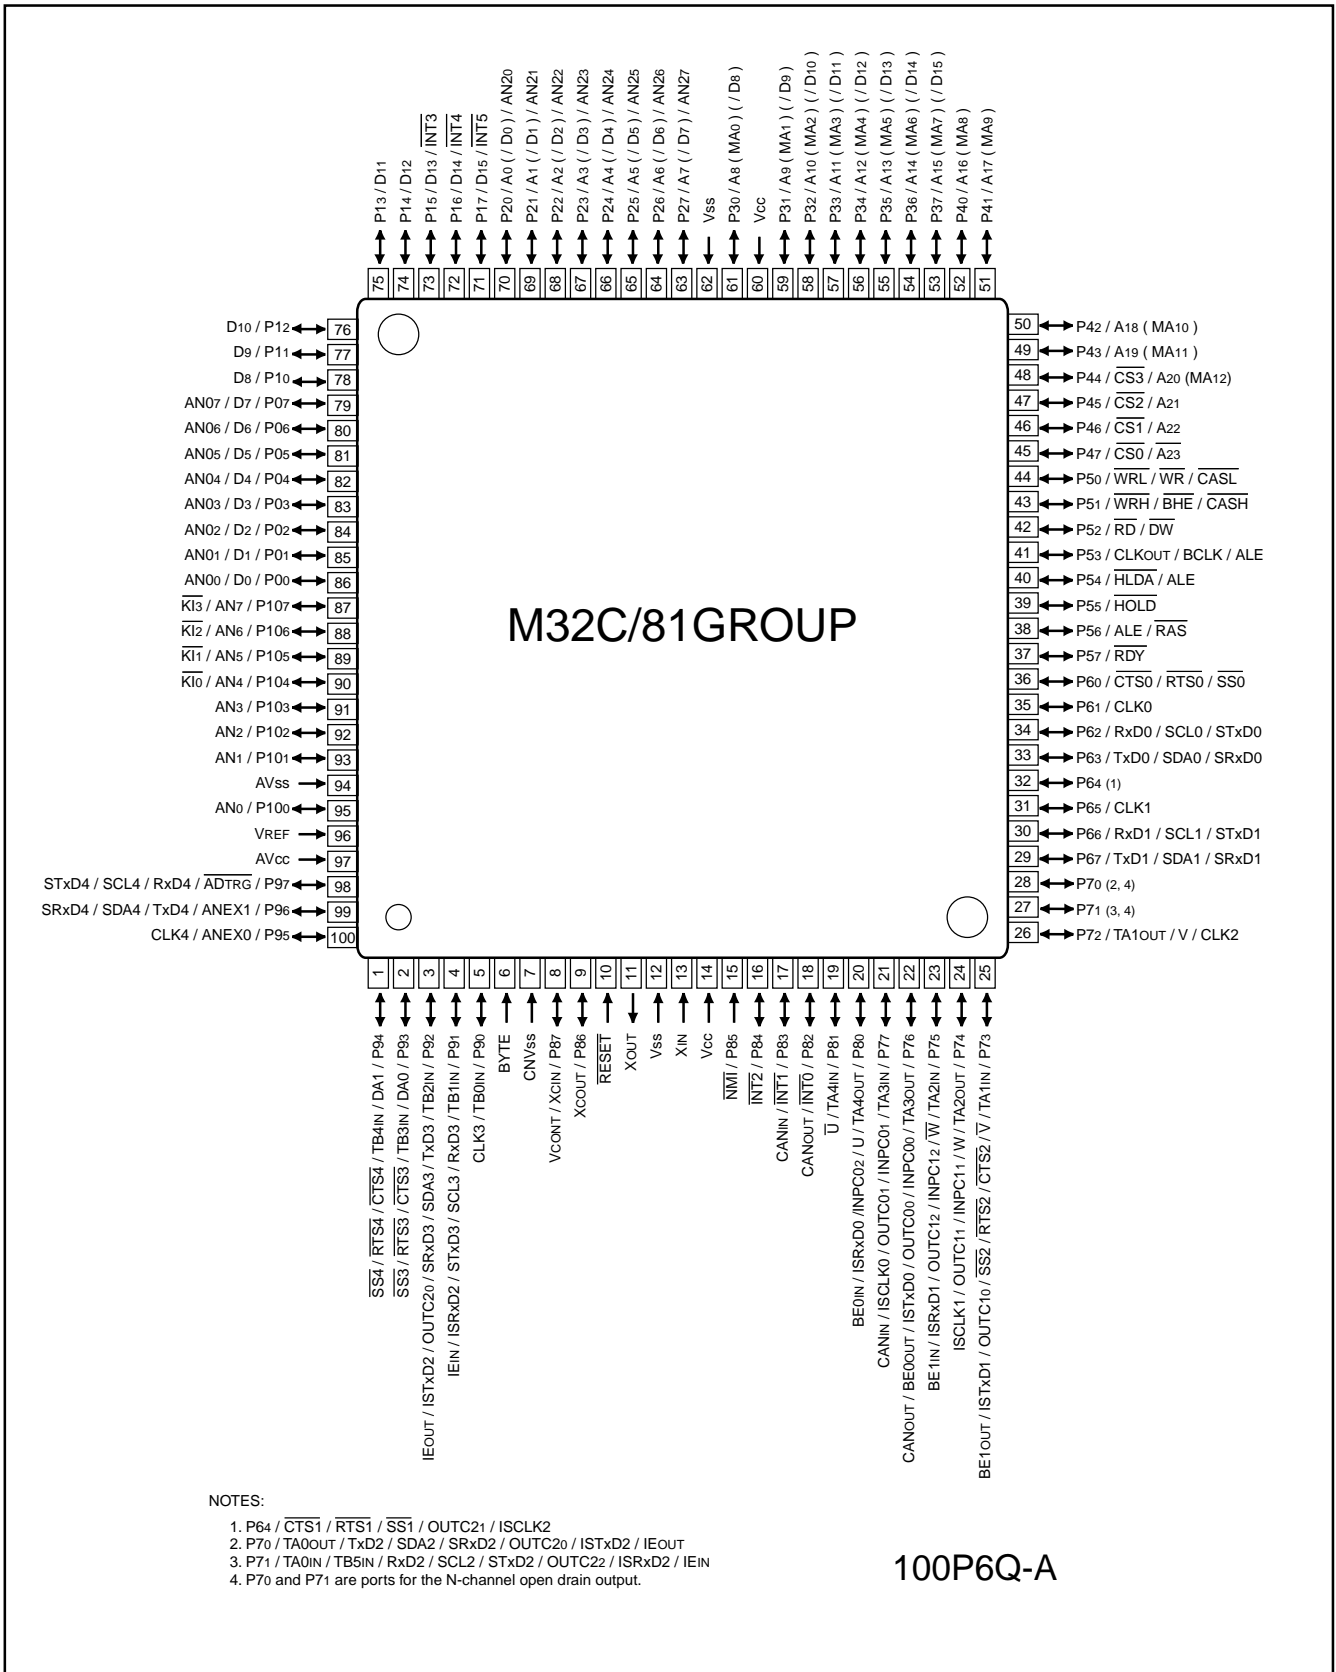 P13 / D11
P14 / D12
P15 / D13 / INT3
P16 / D14 / INT4
P17 / D15 / INT5
P20 / A0 ( / D0 ) / AN20
P21 / A1 ( / D1 ) / AN21
P22 / A2 ( / D2 ) / AN22
P23 / A3 ( / D3 ) / AN23
P24 / A4 ( / D4 ) / AN24
P25 / A5 ( / D5 ) / AN25
P26 / A6 ( / D6 ) / AN26
P27 / A7 ( / D7 ) / AN27
Vss
P30 / A8 ( MA0 ) ( / D8 )
Vcc
P31 / A9 ( MA1 ) ( / D9 )
P32 / A10 ( MA2 ) ( / D10 )
P33 / A11 ( MA3 ) ( / D11 )
P34 / A12 ( MA4 ) ( / D12 )
P35 / A13 ( MA5 ) ( / D13 )
P36 / A14 ( MA6 ) ( / D14 )
P37 / A15 ( MA7 ) ( / D15 )
P40 / A16 ( MA8 )
P41 / A17 ( MA9 )
75 74 73 72 71 70 69 68 67 66 65 64 63 62 61 60 59 58 57 56 55 54 53 52 51
D10 / P12 76
D9 / P11 77
D8 / P10 78
AN07 / D7 / P07 79
AN06 / D6 / P06 80
AN05 / D5 / P05 81
AN04 / D4 / P04 82
AN03 / D3 / P03 83
AN02 / D2 / P02 84
AN01 / D1 / P01 85
AN00 / D0 / P00 86
KI3 / AN7 / P107 87
KI2 / AN6 / P106 88
KI1 / AN5 / P105 89
KI0 / AN4 / P104 90
AN3 / P103 91
AN2 / P102 92
AN1 / P101 93
AVss 94
AN0 / P100 95
VREF 96
AVcc 97
STxD4 / SCL4 / RxD4 / ADTRG / P97 98
SRxD4 / SDA4 / TxD4 / ANEX1 / P96 99
CLK4 / ANEX0 / P95 100
M32C/81GROUP
50 P42 / A18 ( MA10 )
49 P43 / A19 ( MA11 )
48 P44 / CS3 / A20 (MA12)
47 P45 / CS2 / A21
46 P46 / CS1 / A22
45 P47 / CS0 / A23
44 P50 / WRL / WR / CASL
43 P51 / WRH / BHE / CASH
42 P52 / RD / DW
41 P53 / CLKOUT / BCLK / ALE
40 P54 / HLDA / ALE
39 P55 / HOLD
38 P56 / ALE / RAS
37 P57 / RDY
36 P60 / CTS0 / RTS0 / SS0
35 P61 / CLK0
34 P62 / RxD0 / SCL0 / STxD0
33 P63 / TxD0 / SDA0 / SRxD0
32 P64 (1)
31 P65 / CLK1
30 P66 / RxD1 / SCL1 / STxD1
29 P67 / TxD1 / SDA1 / SRxD1
28 P70 (2, 4)
27 P71 (3, 4)
26 P72 / TA1OUT / V / CLK2
1 2 3 4 5 6 7 8 9 10 11 12 13 14 15 16 17 18 19 20 21 22 23 24 25
SS4 / RTS4 / CTS4 / TB4IN / DA1 / P94
SS3 / RTS3 / CTS3 / TB3IN / DA0 / P93
IEOUT / ISTxD2 / OUTC20 / SRxD3 / SDA3 / TxD3 / TB2IN / P92
IEIN / ISRxD2 / STxD3 / SCL3 / RxD3 / TB1IN / P91
CLK3 / TB0IN / P90
BYTE
CNVss
VCONT / XCIN / P87
XCOUT / P86
RESET
XOUT
Vss
XIN
Vcc
NMI / P85
INT2 / P84
CANIN / INT1 / P83
CANOUT / INT0 / P82
U / TA4IN / P81
BE0IN / ISRxD0 /INPC02 / U / TA4OUT / P80
CANIN / ISCLK0 / OUTC01 / INPC01 / TA3IN / P77
CANOUT / BE0OUT / ISTxD0 / OUTC00 / INPC00 / TA3OUT / P76
BE1IN / ISRxD1 / OUTC12 / INPC12 / W / TA2IN / P75
ISCLK1 / OUTC11 / INPC11 / W / TA2OUT / P74
BE1OUT / ISTxD1 / OUTC10 / SS2 / RTS2 / CTS2 / V / TA1IN / P73
NOTES:
1. P64 / CTS1 / RTS1 / SS1 / OUTC21 / ISCLK2
2. P70 / TA0OUT / TxD2 / SDA2 / SRxD2 / OUTC20 / ISTxD2 / IEOUT
3. P71 / TA0IN / TB5IN / RxD2 / SCL2 / STxD2 / OUTC22 / ISRxD2 / IEIN
4. P70 and P71 are ports for the N-channel open drain output.
100P6Q-A